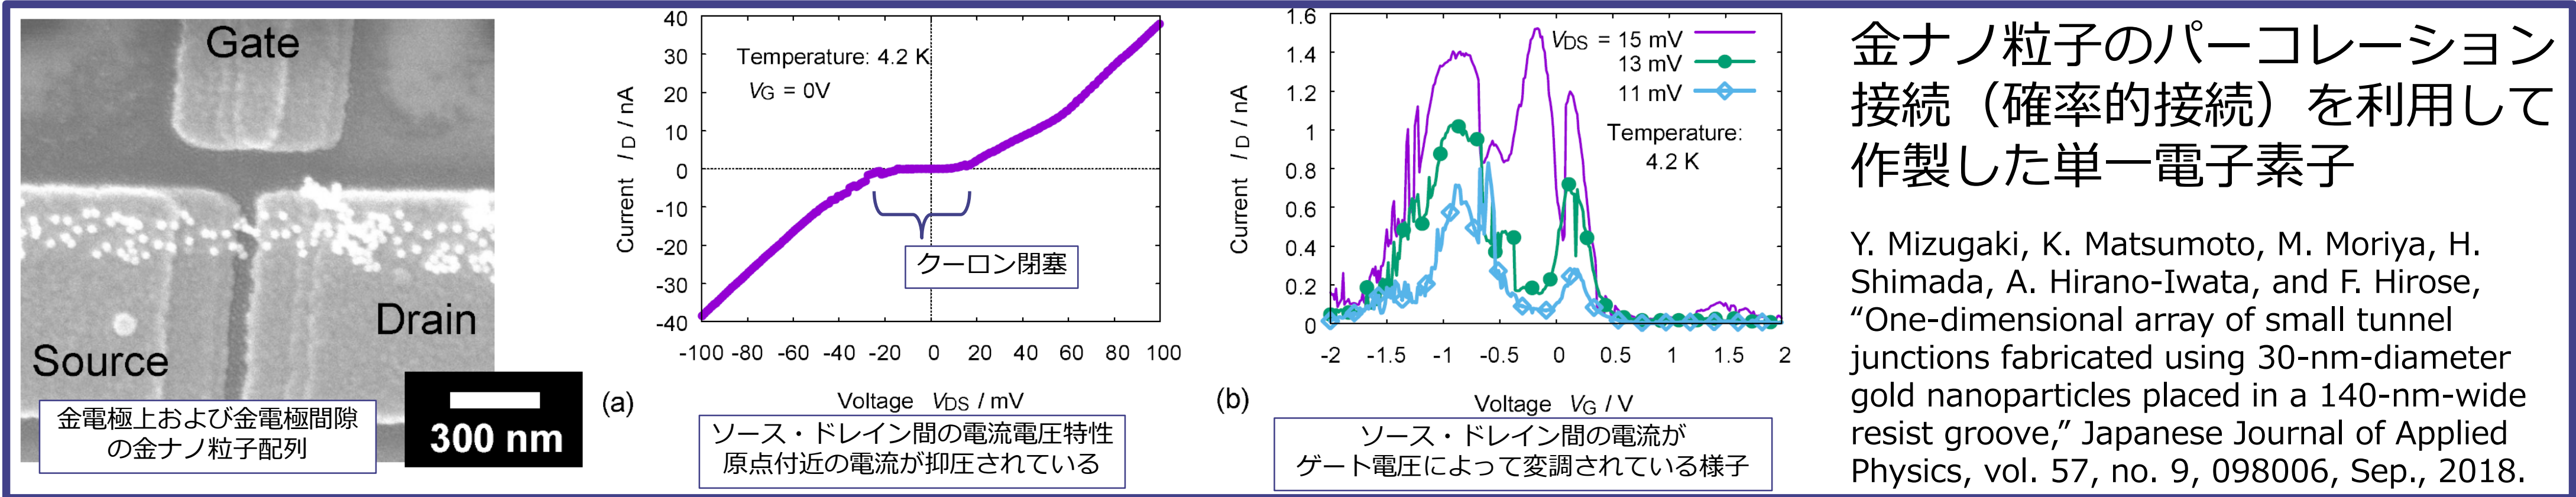 Gate
Source
Drain
300 nm
金電極上および金電極間隙
の金ナノ粒子配列
(a)
40
30
20
10
0
-10
-20
-30
-40
Current ID / nA
Temperature: 4.2 K
VG = 0V
クーロン閉塞
-100 -80 -60 -40 -20 0 20 40 60 80 100
Voltage VDS / mV
ソース・ドレイン間の電流電圧特性
原点付近の電流が抑圧されている
(b)
1.6
1.4
1.2
1
0.8
0.6
0.4
0.2
0
Current ID / nA
VDS = 15 mV
13 mV
11 mV
Temperature:
4.2 K
-2 -1.5 -1 -0.5 0 0.5 1 1.5 2
Voltage VG / V
ソース・ドレイン間の電流が
ゲート電圧によって変調されている様子
金ナノ粒子のパーコレーション
接続（確率的接続）を利用して
作製した単一電子素子
Y. Mizugaki, K. Matsumoto, M. Moriya, H.
Shimada, A. Hirano-Iwata, and F. Hirose,
“One-dimensional array of small tunnel
junctions fabricated using 30-nm-diameter
gold nanoparticles placed in a 140-nm-wide
resist groove,” Japanese Journal of Applied
Physics, vol. 57, no. 9, 098006, Sep., 2018.